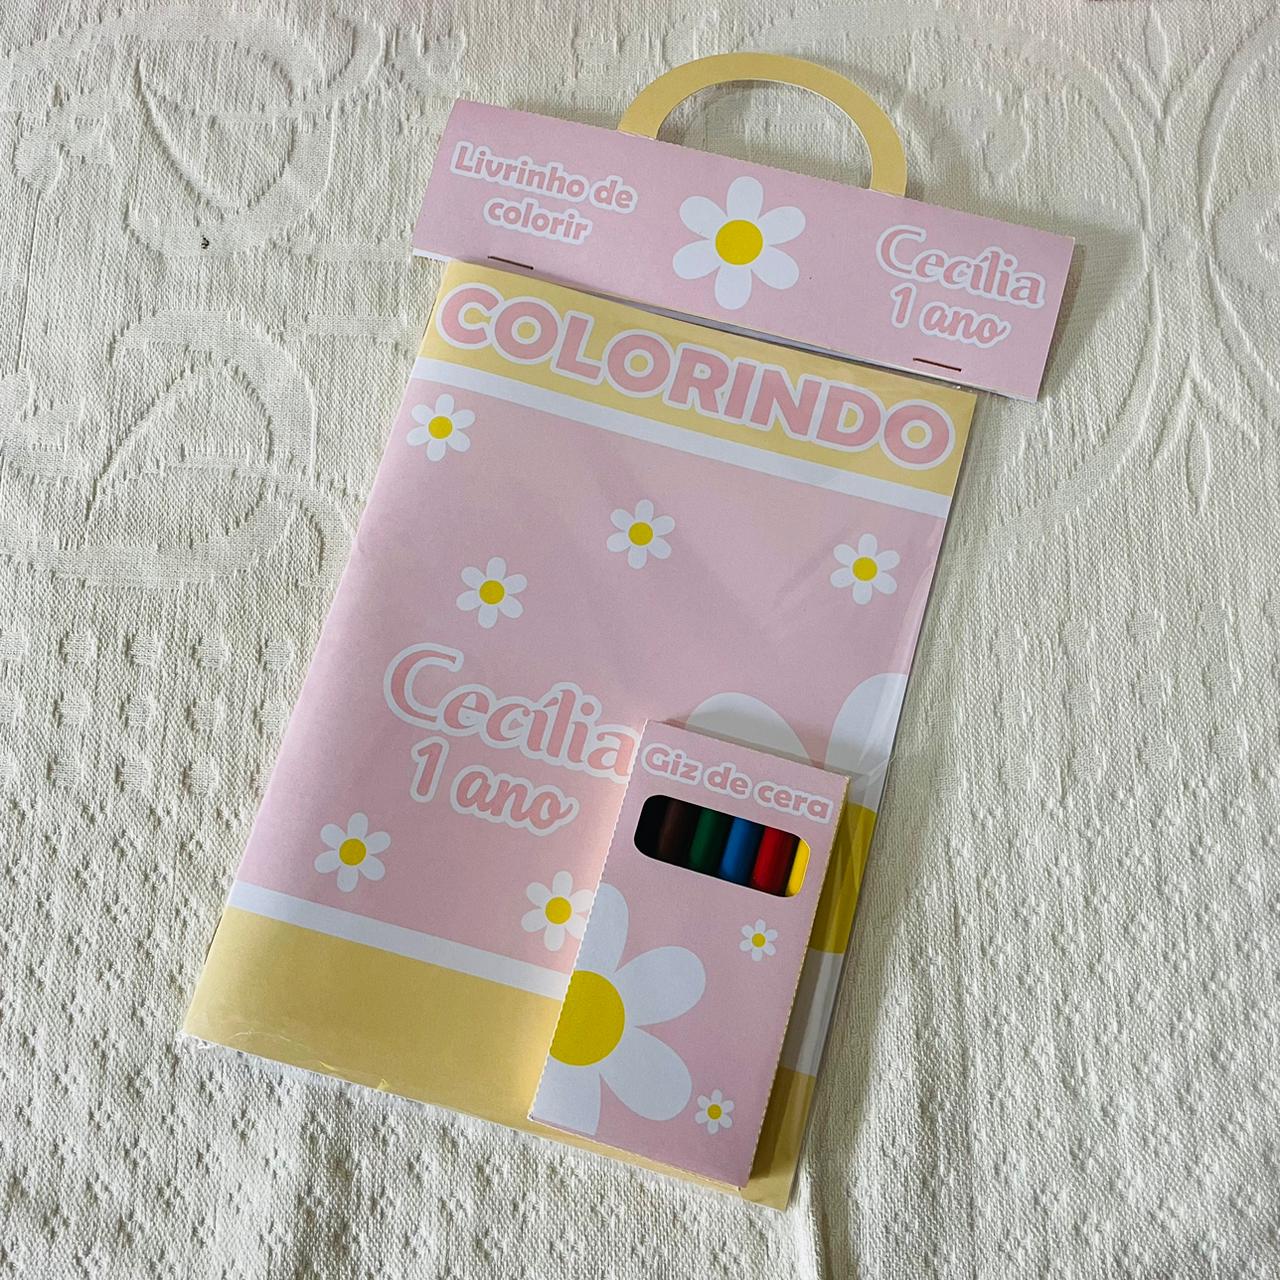 Livrinho de
colorir
Cecília
1 ano
COLORINDO
Cecília
1 ano
Giz de cera